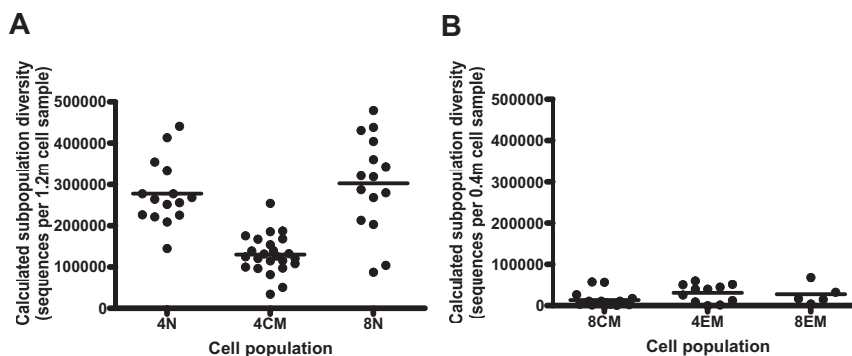 A
Calculated subpopulation diversity
(sequences per 1.2m cell sample)
500000
400000
300000
200000
100000
0
4N 4CM 8N
Cell population
B
Calculated subpopulation diversity
(sequences per 0.4m cell sample)
500000
400000
300000
200000
100000
0
8CM 4EM 8EM
Cell population